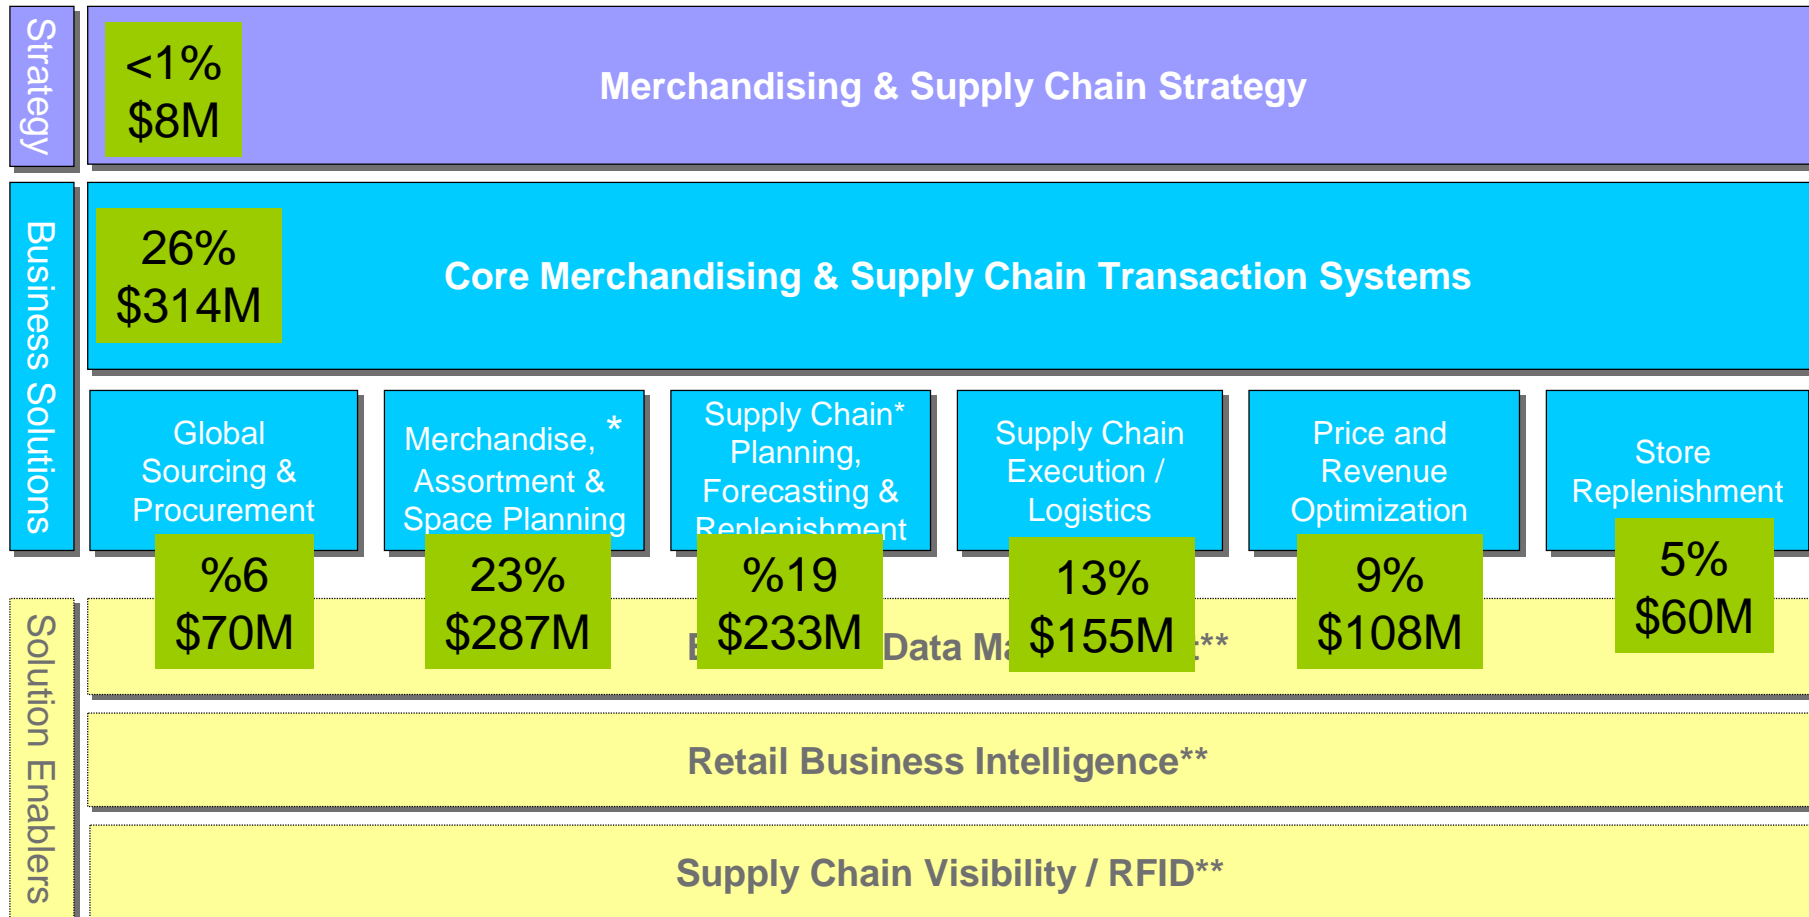 Strategy
<1%
$8M
Merchandising & Supply Chain Strategy
Business Solutions
26%
$314M
Core Merchandising & Supply Chain Transaction Systems
Global
Sourcing &
Procurement
%6
$70M
Merchandise, *
Assortment &
Space Planning
23%
$287M
Supply Chain*
Planning,
Forecasting &
Replenishment
%19
$233M
Supply Chain
Execution /
Logistics
13%
$155M
Price and
Revenue
Optimization
9%
$108M
Store
Replenishment
5%
$60M
Solution Enablers
Data **
Retail Business Intelligence**
Supply Chain Visibility / RFID**